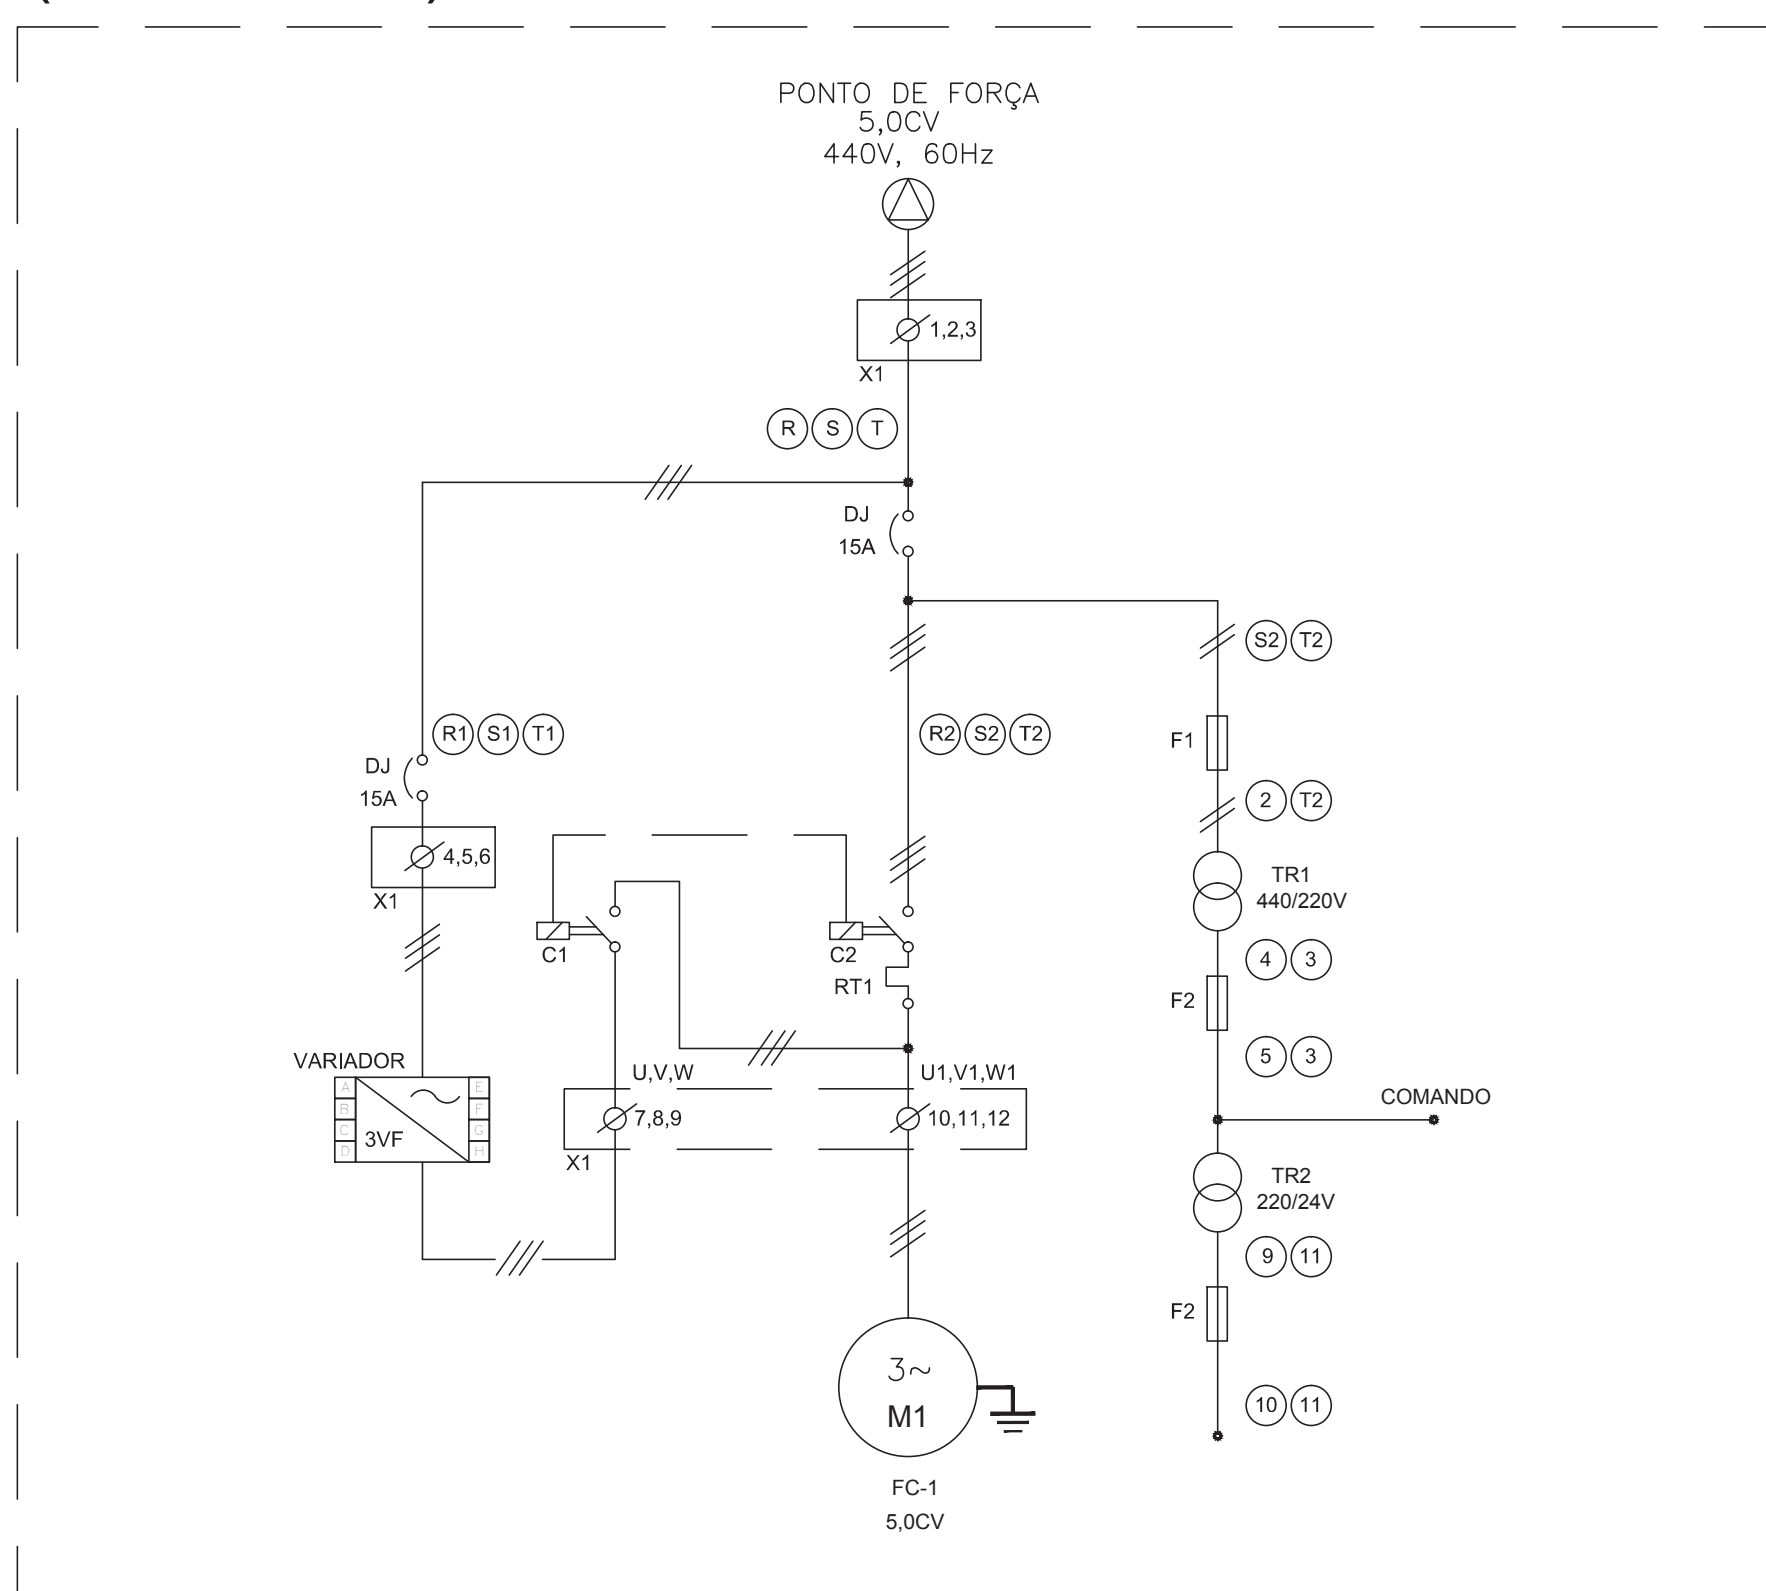 PONTO DE FORÇA
5,0CV
440V, 60Hz
1,2,3
X1
R S T
DJ
15A
S2 T2
R1 S1 T1
R2 S2 T2
F1
DJ
15A
2 T2
4,5,6
X1
TR1
440/220V
C1
C2
RT1
4 3
F2
5 3
VARIADOR
U,V,W
U1,V1,W1
A
B
C
D
3VF
E
F
G
H
COMANDO
7,8,9
10,11,12
X1
TR2
220/24V
9 11
F2
3~
M1
10 11
FC-1
5,0CV